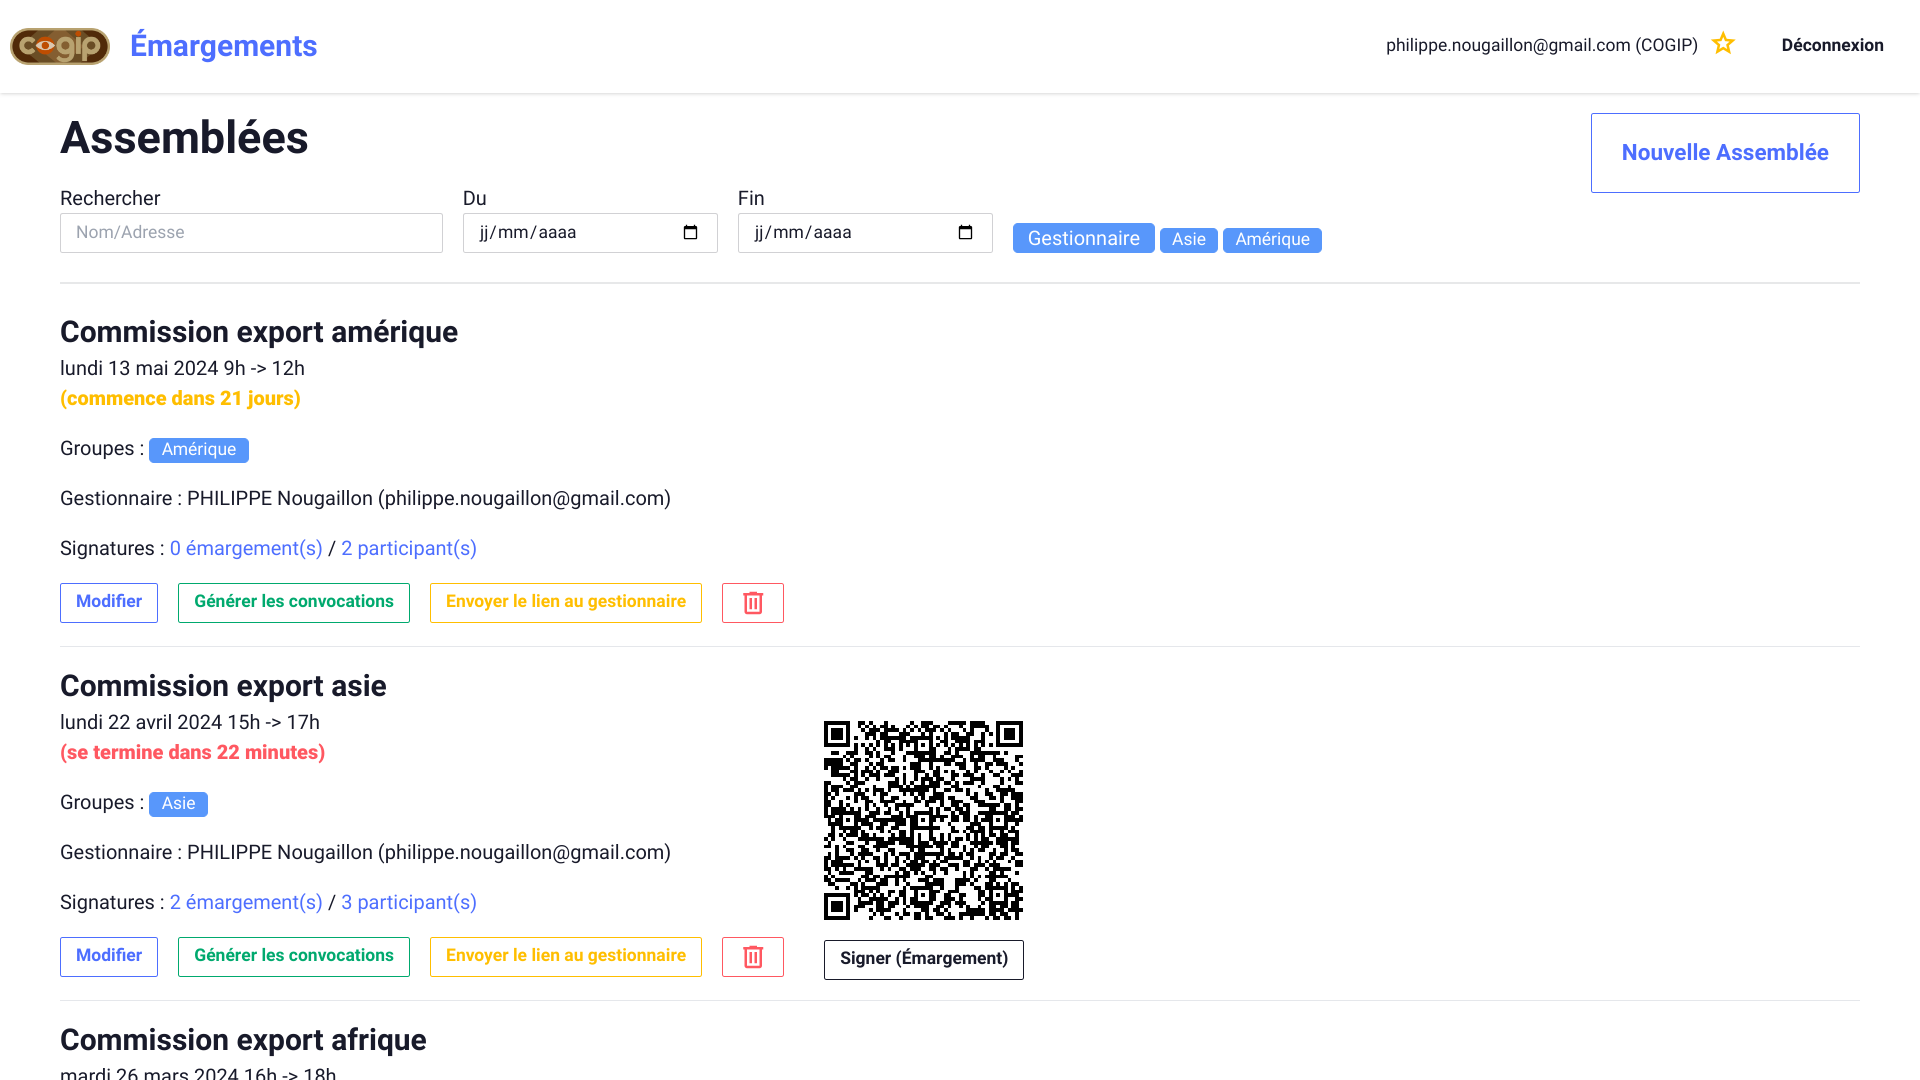 cogip Émargements philippe.nougaillon@gmail.com (COGIP) Déconnexion
Assemblées
Nouvelle Assemblée
Rechercher Du Fin
Nom/Adresse jj/mm/aaaa jj/mm/aaaa Gestionnaire Asie Amérique
Commission export amérique
lundi 13 mai 2024 9h -> 12h
(commence dans 21 jours)
Groupes : Amérique
Gestionnaire : PHILIPPE Nougaillon (philippe.nougaillon@gmail.com)
Signatures : 0 émargement(s) / 2 participant(s)
Modifier Générer les convocations Envoyer le lien au gestionnaire
Commission export asie
lundi 22 avril 2024 15h -> 17h
(se termine dans 22 minutes)
Groupes : Asie
Gestionnaire : PHILIPPE Nougaillon (philippe.nougaillon@gmail.com)
Signatures : 2 émargement(s) / 3 participant(s)
Modifier Générer les convocations Envoyer le lien au gestionnaire Signer (Émargement)
Commission export afrique
mardi 26 mars 2024 16h -> 18h